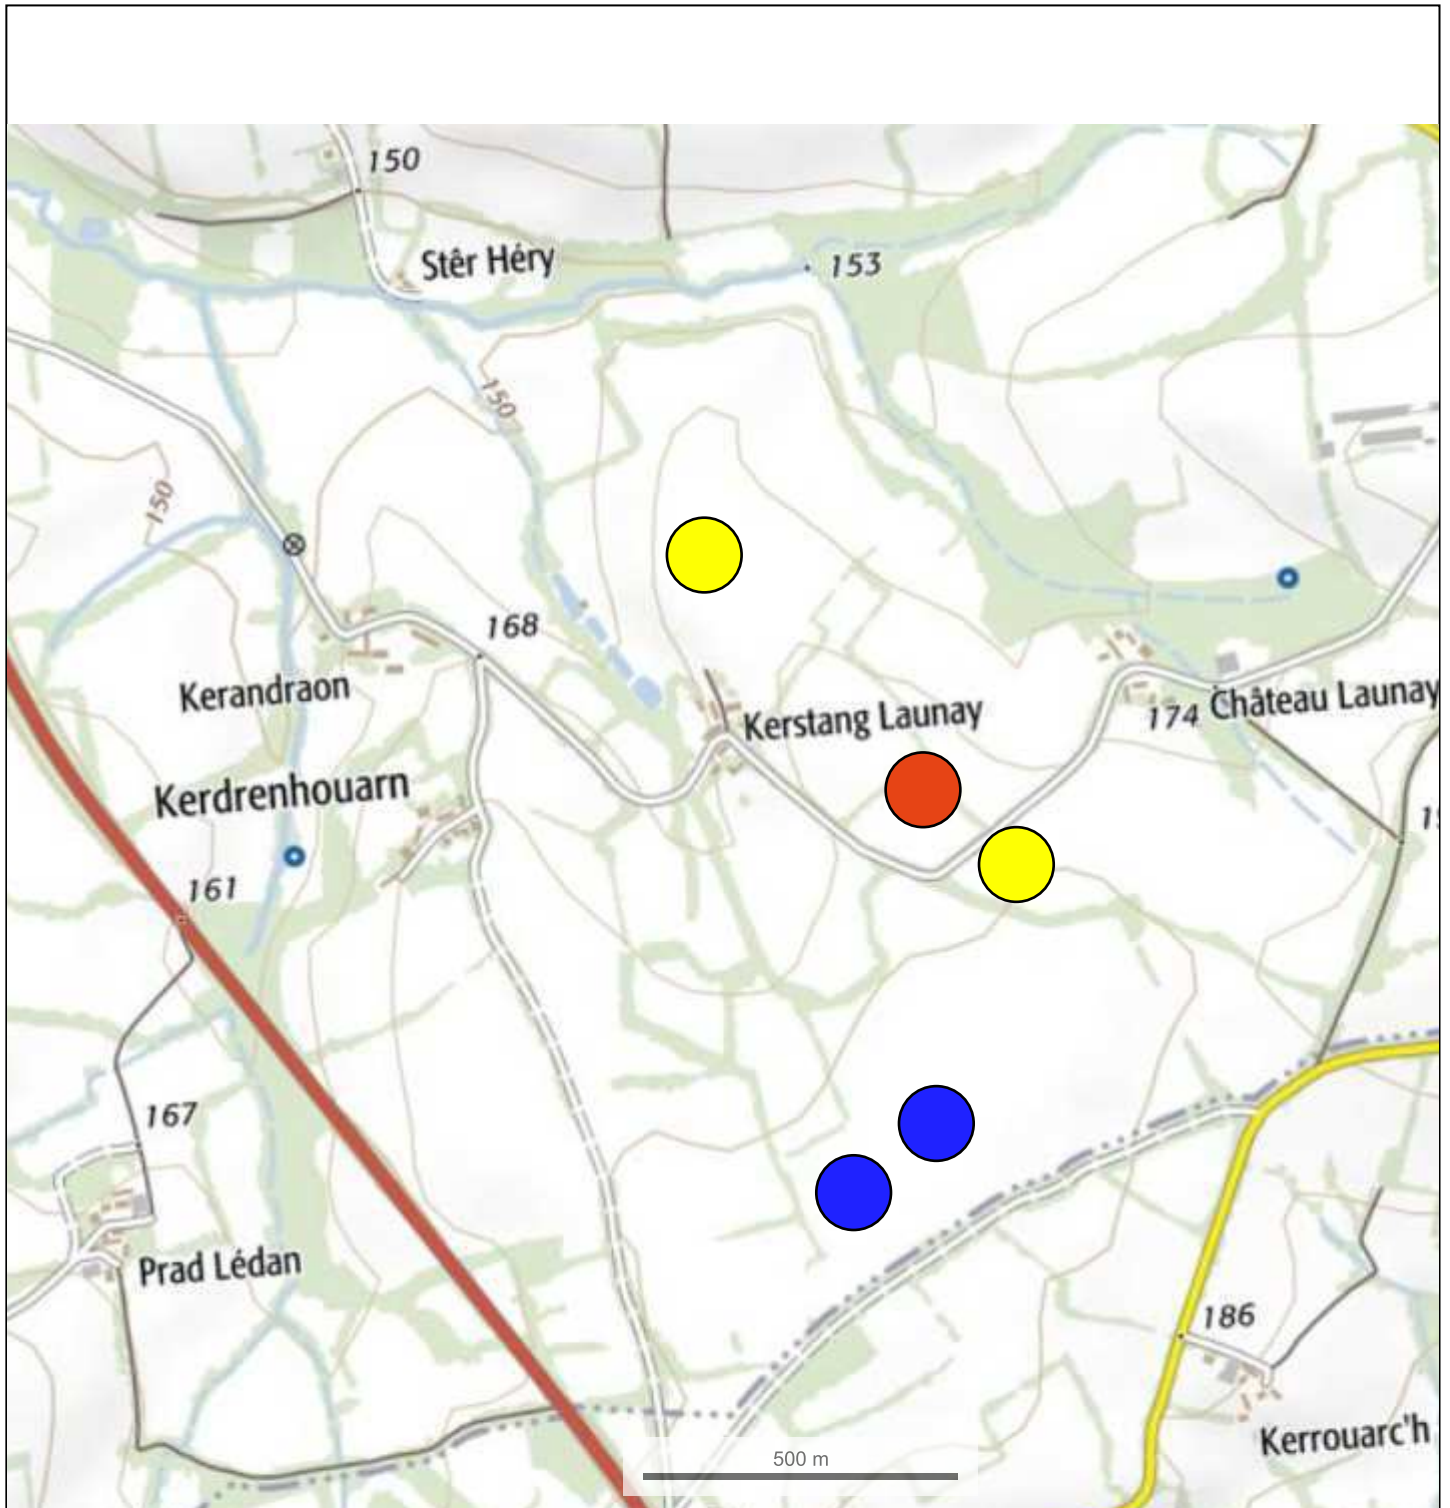 150
Stêr Héry
153
150
150
168
Kerandraon
Kerstang Launay
174
Château Launay
Kerdrenhouarn
161
167
Prad Lédan
186
Kerrouarc'h
500 m